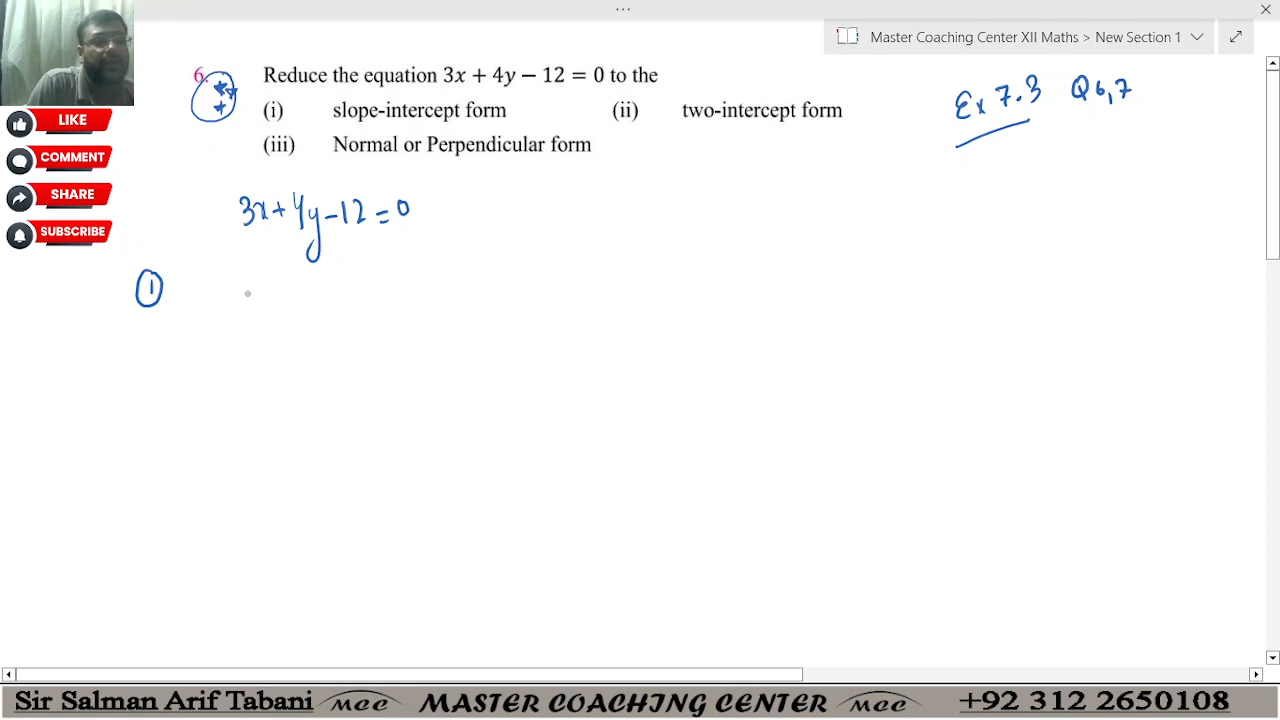 ...
Master Coaching Center XII Maths > New Section 1
LIKE
COMMENT
SHARE
SUBSCRIBE
6. Reduce the equation 3x + 4y − 12 = 0 to the
(i) slope-intercept form (ii) two-intercept form
(iii) Normal or Perpendicular form
Ex 7.3 Q6,7
3x+4y-12=0
1
Sir Salman Arif Tabani mcc MASTER COACHING CENTER mcc +92 312 2650108